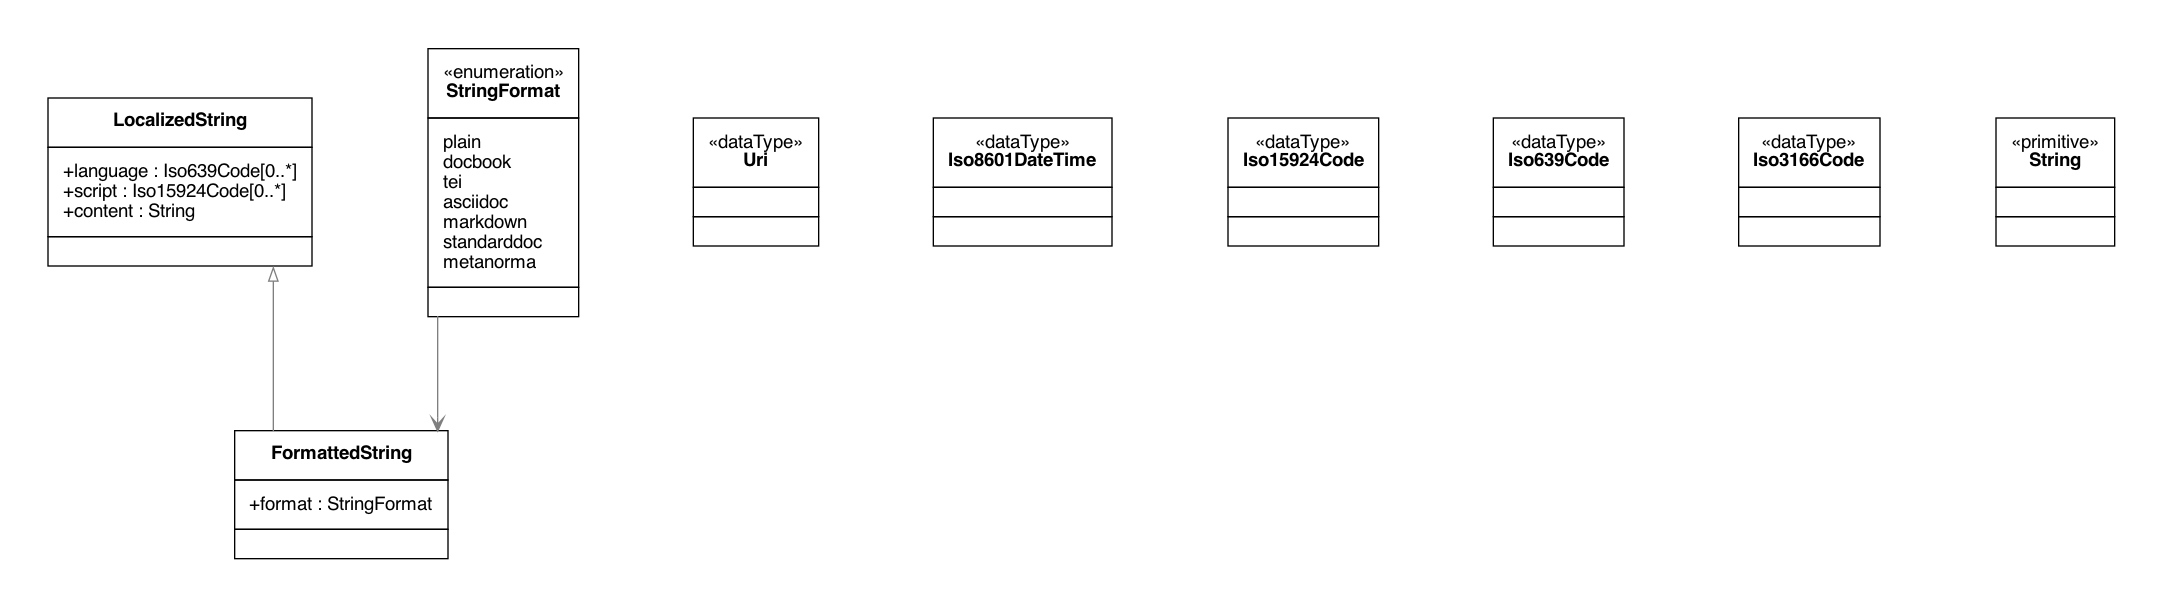 LocalizedString
+language : Iso639Code[0..*]
+script : Iso15924Code[0..*]
+content : String
«enumeration»
StringFormat
plain
docbook
tei
asciidoc
markdown
standarddoc
metanorma
«dataType»
Uri
«dataType»
Iso8601DateTime
«dataType»
Iso15924Code
«dataType»
Iso639Code
«dataType»
Iso3166Code
«primitive»
String
FormattedString
+format : StringFormat